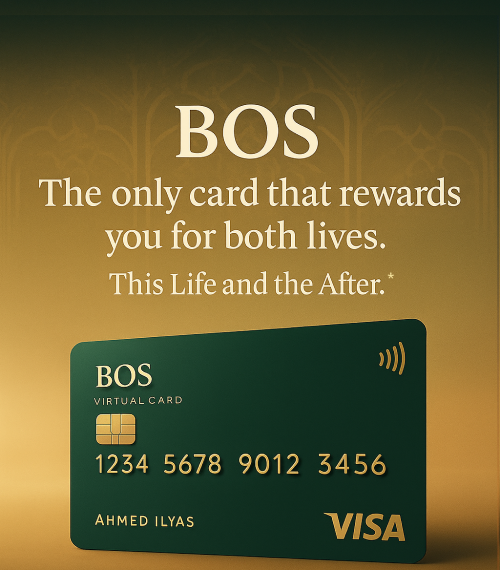 BOS
The only card that rewards
you for both lives.
This Life and the After.*
BOS
VIRTUAL CARD
1234 5678 9012 3456
AHMED ILYAS
VISA